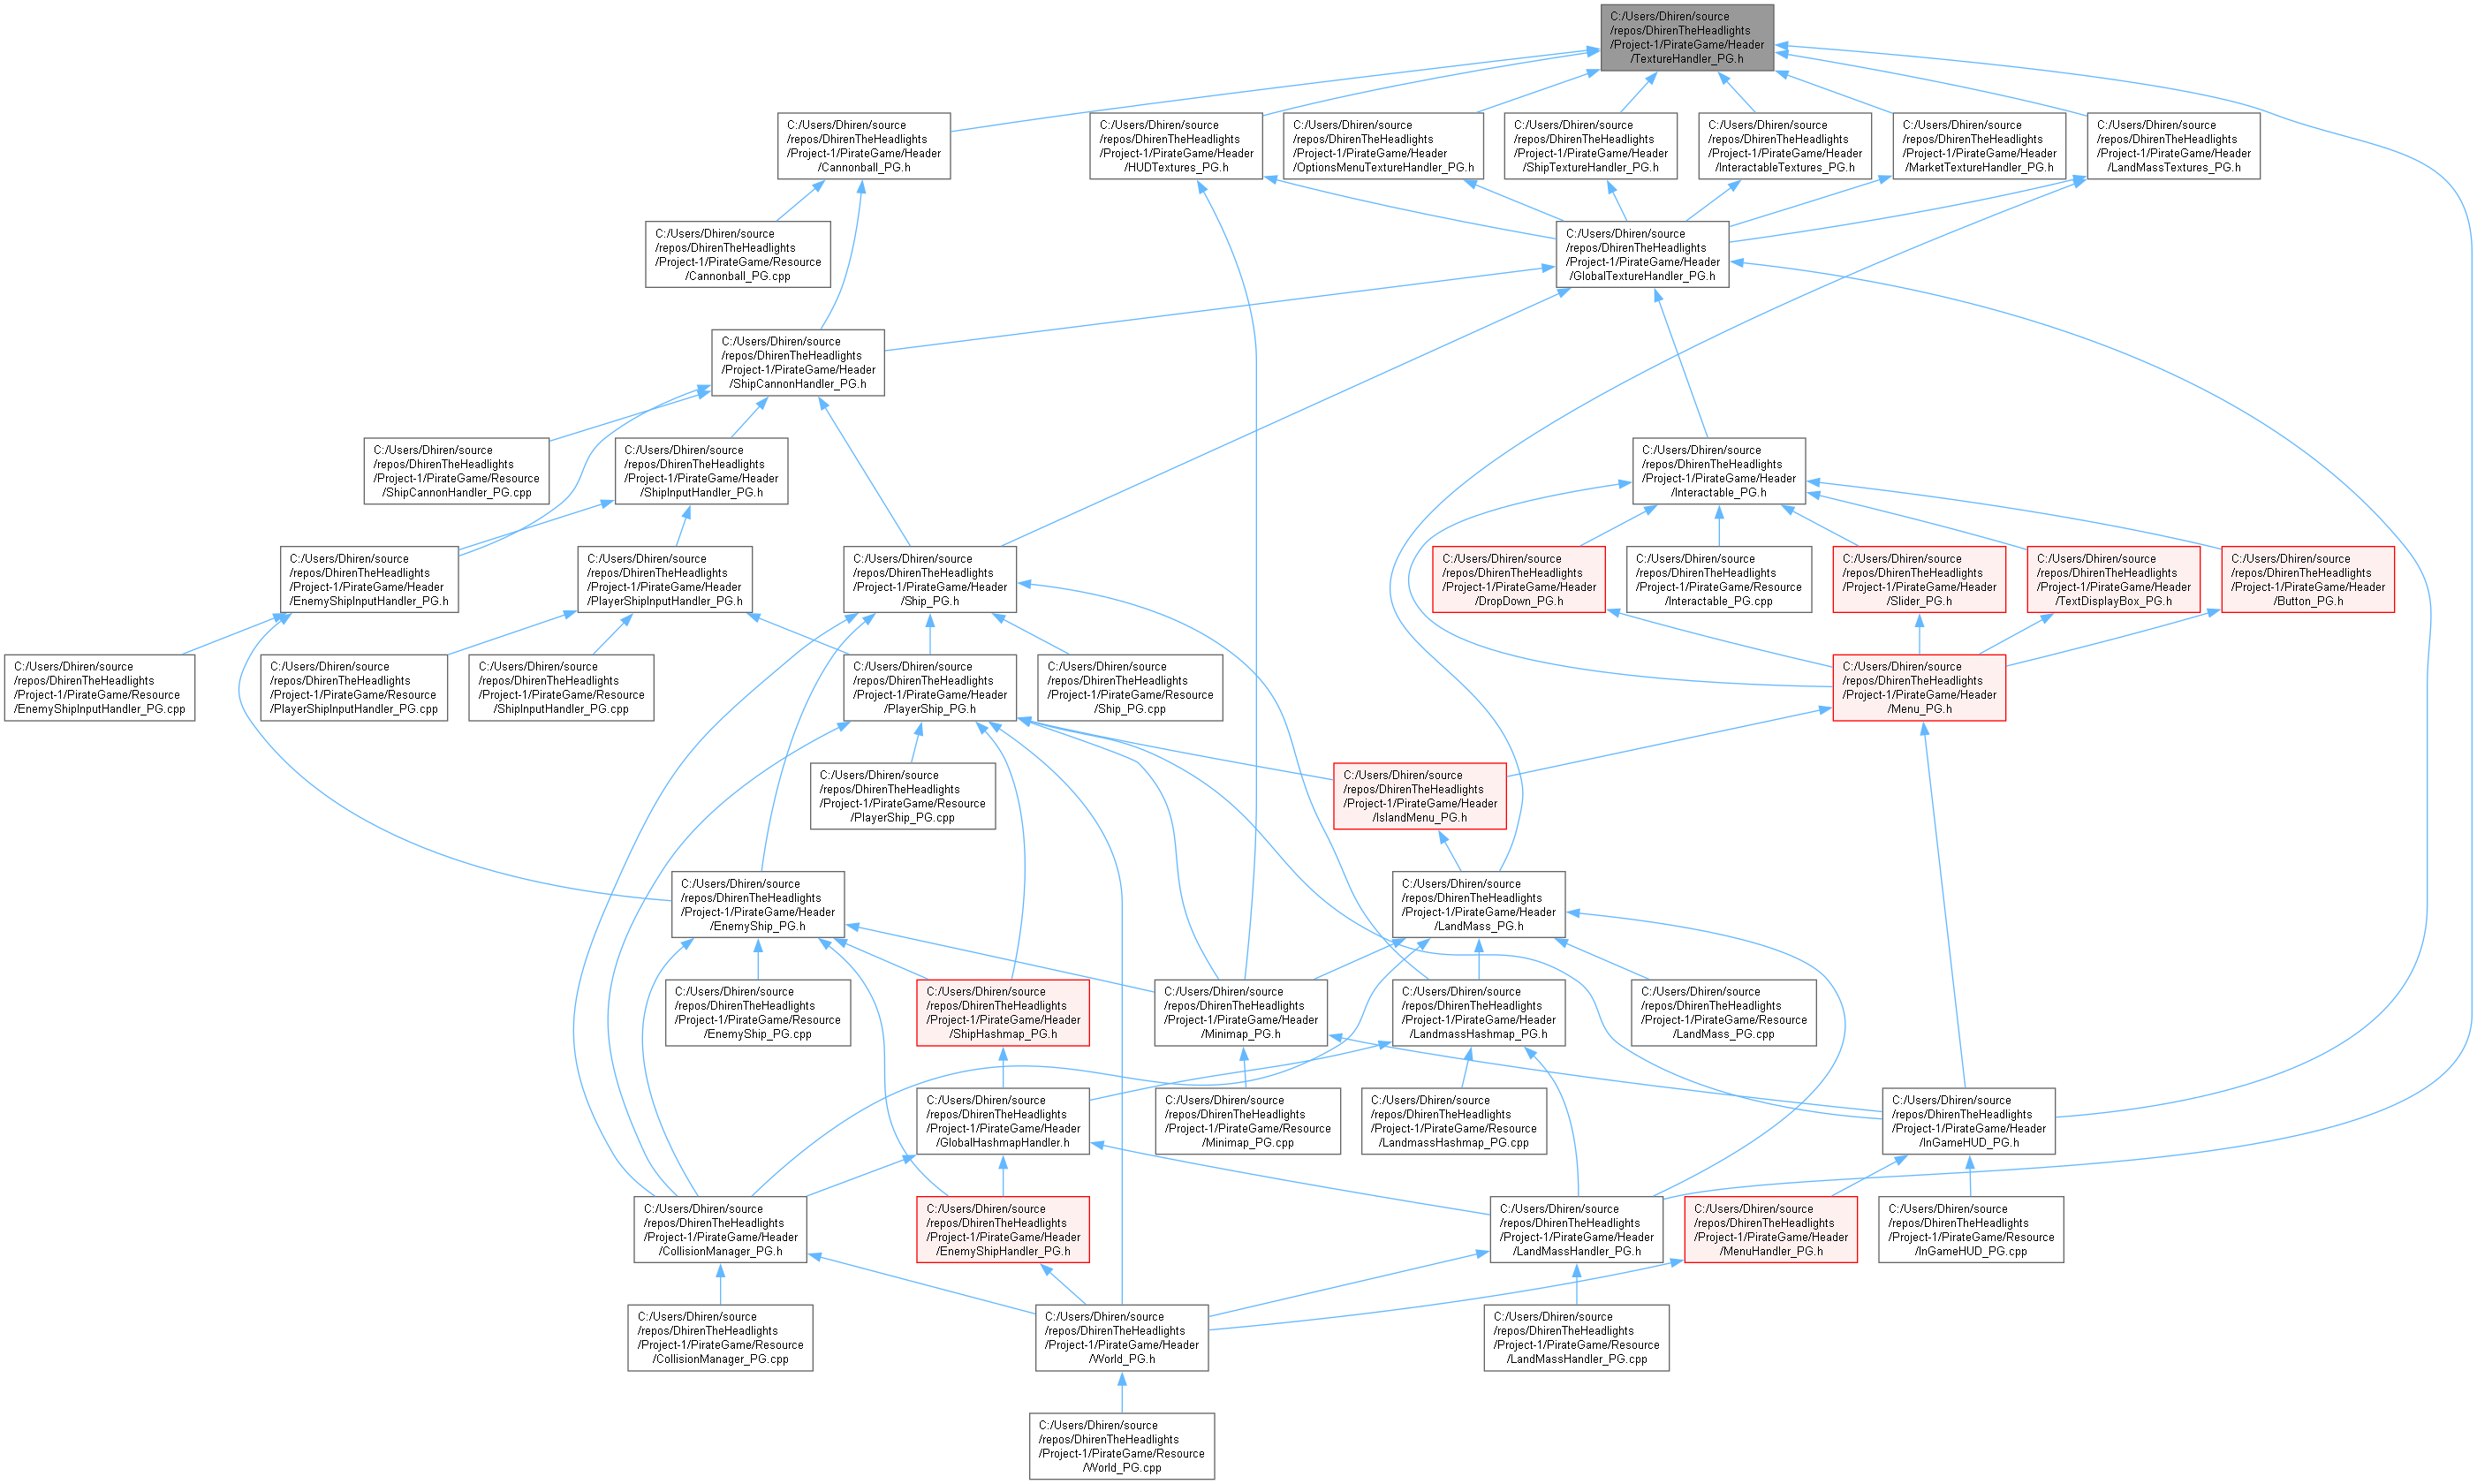 C:/Users/Dhiren/source
/repos/DhirenTheHeadlights
/Project-1/PirateGame/Header
/TextureHandler_PG.h
C:/Users/Dhiren/source
/repos/DhirenTheHeadlights
/Project-1/PirateGame/Header
/Cannonball_PG.h
C:/Users/Dhiren/source
/repos/DhirenTheHeadlights
/Project-1/PirateGame/Header
/HUDTextures_PG.h
C:/Users/Dhiren/source
/repos/DhirenTheHeadlights
/Project-1/PirateGame/Header
/OptionsMenuTextureHandler_PG.h
C:/Users/Dhiren/source
/repos/DhirenTheHeadlights
/Project-1/PirateGame/Header
/ShipTextureHandler_PG.h
C:/Users/Dhiren/source
/repos/DhirenTheHeadlights
/Project-1/PirateGame/Header
/InteractableTextures_PG.h
C:/Users/Dhiren/source
/repos/DhirenTheHeadlights
/Project-1/PirateGame/Header
/MarketTextureHandler_PG.h
C:/Users/Dhiren/source
/repos/DhirenTheHeadlights
/Project-1/PirateGame/Header
/LandMassTextures_PG.h
C:/Users/Dhiren/source
/repos/DhirenTheHeadlights
/Project-1/PirateGame/Resource
/Cannonball_PG.cpp
C:/Users/Dhiren/source
/repos/DhirenTheHeadlights
/Project-1/PirateGame/Header
/GlobalTextureHandler_PG.h
C:/Users/Dhiren/source
/repos/DhirenTheHeadlights
/Project-1/PirateGame/Header
/ShipCannonHandler_PG.h
C:/Users/Dhiren/source
/repos/DhirenTheHeadlights
/Project-1/PirateGame/Resource
/ShipCannonHandler_PG.cpp
C:/Users/Dhiren/source
/repos/DhirenTheHeadlights
/Project-1/PirateGame/Header
/ShipInputHandler_PG.h
C:/Users/Dhiren/source
/repos/DhirenTheHeadlights
/Project-1/PirateGame/Header
/Interactable_PG.h
C:/Users/Dhiren/source
/repos/DhirenTheHeadlights
/Project-1/PirateGame/Header
/EnemyShipInputHandler_PG.h
C:/Users/Dhiren/source
/repos/DhirenTheHeadlights
/Project-1/PirateGame/Header
/PlayerShipInputHandler_PG.h
C:/Users/Dhiren/source
/repos/DhirenTheHeadlights
/Project-1/PirateGame/Header
/Ship_PG.h
C:/Users/Dhiren/source
/repos/DhirenTheHeadlights
/Project-1/PirateGame/Header
/DropDown_PG.h
C:/Users/Dhiren/source
/repos/DhirenTheHeadlights
/Project-1/PirateGame/Resource
/Interactable_PG.cpp
C:/Users/Dhiren/source
/repos/DhirenTheHeadlights
/Project-1/PirateGame/Header
/Slider_PG.h
C:/Users/Dhiren/source
/repos/DhirenTheHeadlights
/Project-1/PirateGame/Header
/TextDisplayBox_PG.h
C:/Users/Dhiren/source
/repos/DhirenTheHeadlights
/Project-1/PirateGame/Header
/Button_PG.h
C:/Users/Dhiren/source
/repos/DhirenTheHeadlights
/Project-1/PirateGame/Resource
/EnemyShipInputHandler_PG.cpp
C:/Users/Dhiren/source
/repos/DhirenTheHeadlights
/Project-1/PirateGame/Resource
/PlayerShipInputHandler_PG.cpp
C:/Users/Dhiren/source
/repos/DhirenTheHeadlights
/Project-1/PirateGame/Resource
/ShipInputHandler_PG.cpp
C:/Users/Dhiren/source
/repos/DhirenTheHeadlights
/Project-1/PirateGame/Header
/PlayerShip_PG.h
C:/Users/Dhiren/source
/repos/DhirenTheHeadlights
/Project-1/PirateGame/Resource
/Ship_PG.cpp
C:/Users/Dhiren/source
/repos/DhirenTheHeadlights
/Project-1/PirateGame/Header
/Menu_PG.h
C:/Users/Dhiren/source
/repos/DhirenTheHeadlights
/Project-1/PirateGame/Resource
/PlayerShip_PG.cpp
C:/Users/Dhiren/source
/repos/DhirenTheHeadlights
/Project-1/PirateGame/Header
/IslandMenu_PG.h
C:/Users/Dhiren/source
/repos/DhirenTheHeadlights
/Project-1/PirateGame/Header
/EnemyShip_PG.h
C:/Users/Dhiren/source
/repos/DhirenTheHeadlights
/Project-1/PirateGame/Header
/LandMass_PG.h
C:/Users/Dhiren/source
/repos/DhirenTheHeadlights
/Project-1/PirateGame/Resource
/EnemyShip_PG.cpp
C:/Users/Dhiren/source
/repos/DhirenTheHeadlights
/Project-1/PirateGame/Header
/ShipHashmap_PG.h
C:/Users/Dhiren/source
/repos/DhirenTheHeadlights
/Project-1/PirateGame/Header
/Minimap_PG.h
C:/Users/Dhiren/source
/repos/DhirenTheHeadlights
/Project-1/PirateGame/Header
/LandmassHashmap_PG.h
C:/Users/Dhiren/source
/repos/DhirenTheHeadlights
/Project-1/PirateGame/Resource
/LandMass_PG.cpp
C:/Users/Dhiren/source
/repos/DhirenTheHeadlights
/Project-1/PirateGame/Header
/GlobalHashmapHandler.h
C:/Users/Dhiren/source
/repos/DhirenTheHeadlights
/Project-1/PirateGame/Resource
/Minimap_PG.cpp
C:/Users/Dhiren/source
/repos/DhirenTheHeadlights
/Project-1/PirateGame/Resource
/LandmassHashmap_PG.cpp
C:/Users/Dhiren/source
/repos/DhirenTheHeadlights
/Project-1/PirateGame/Header
/InGameHUD_PG.h
C:/Users/Dhiren/source
/repos/DhirenTheHeadlights
/Project-1/PirateGame/Header
/CollisionManager_PG.h
C:/Users/Dhiren/source
/repos/DhirenTheHeadlights
/Project-1/PirateGame/Header
/EnemyShipHandler_PG.h
C:/Users/Dhiren/source
/repos/DhirenTheHeadlights
/Project-1/PirateGame/Header
/LandMassHandler_PG.h
C:/Users/Dhiren/source
/repos/DhirenTheHeadlights
/Project-1/PirateGame/Header
/MenuHandler_PG.h
C:/Users/Dhiren/source
/repos/DhirenTheHeadlights
/Project-1/PirateGame/Resource
/InGameHUD_PG.cpp
C:/Users/Dhiren/source
/repos/DhirenTheHeadlights
/Project-1/PirateGame/Resource
/CollisionManager_PG.cpp
C:/Users/Dhiren/source
/repos/DhirenTheHeadlights
/Project-1/PirateGame/Header
/World_PG.h
C:/Users/Dhiren/source
/repos/DhirenTheHeadlights
/Project-1/PirateGame/Resource
/LandMassHandler_PG.cpp
C:/Users/Dhiren/source
/repos/DhirenTheHeadlights
/Project-1/PirateGame/Resource
/World_PG.cpp